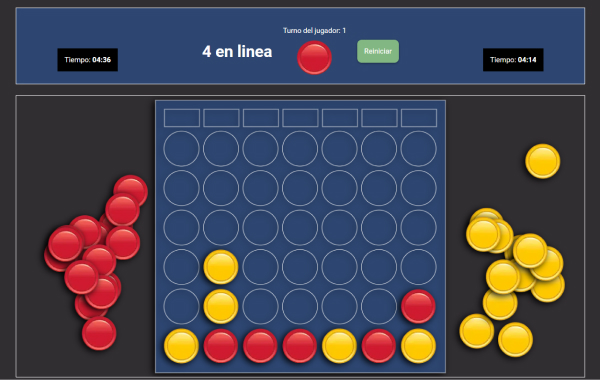 Turno del jugador: 1
4 en linea
Reiniciar
Tiempo: 04:36
Tiempo: 04:14